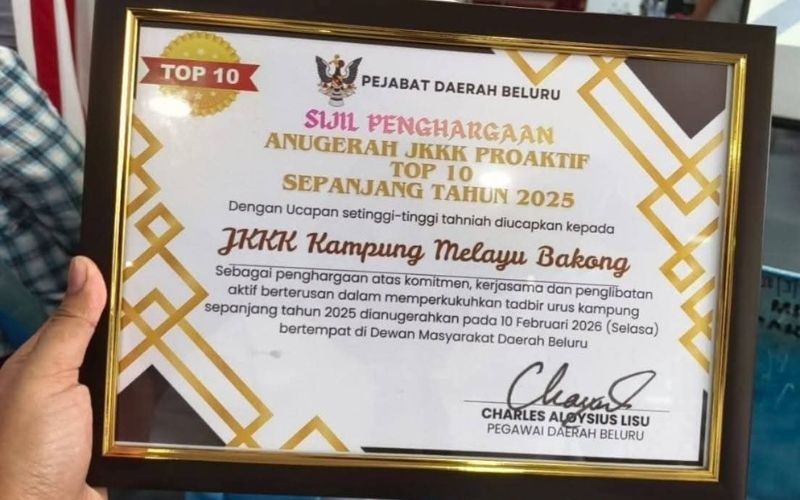 TOP 10
PEJABAT DAERAH BELURU
SIJIL PENGHARGAAN
ANUGERAH JKKK PROAKTIF
TOP 10
SEPANJANG TAHUN 2025
Dengan Ucapan setinggi-tinggi tahniah diucapkan kepada
JKKK Kampung Melayu Bakong
Sebagai penghargaan atas komitmen, kerjasama dan penglibatan
aktif berterusan dalam memperkukuhkan tadbir urus kampung
sepanjang tahun 2025 dianugerahkan pada 10 Februari 2026 (Selasa)
bertempat di Dewan Masyarakat Daerah Beluru
CHARLES ALOYSIUS LISU
PEGAWAI DAERAH BELURU